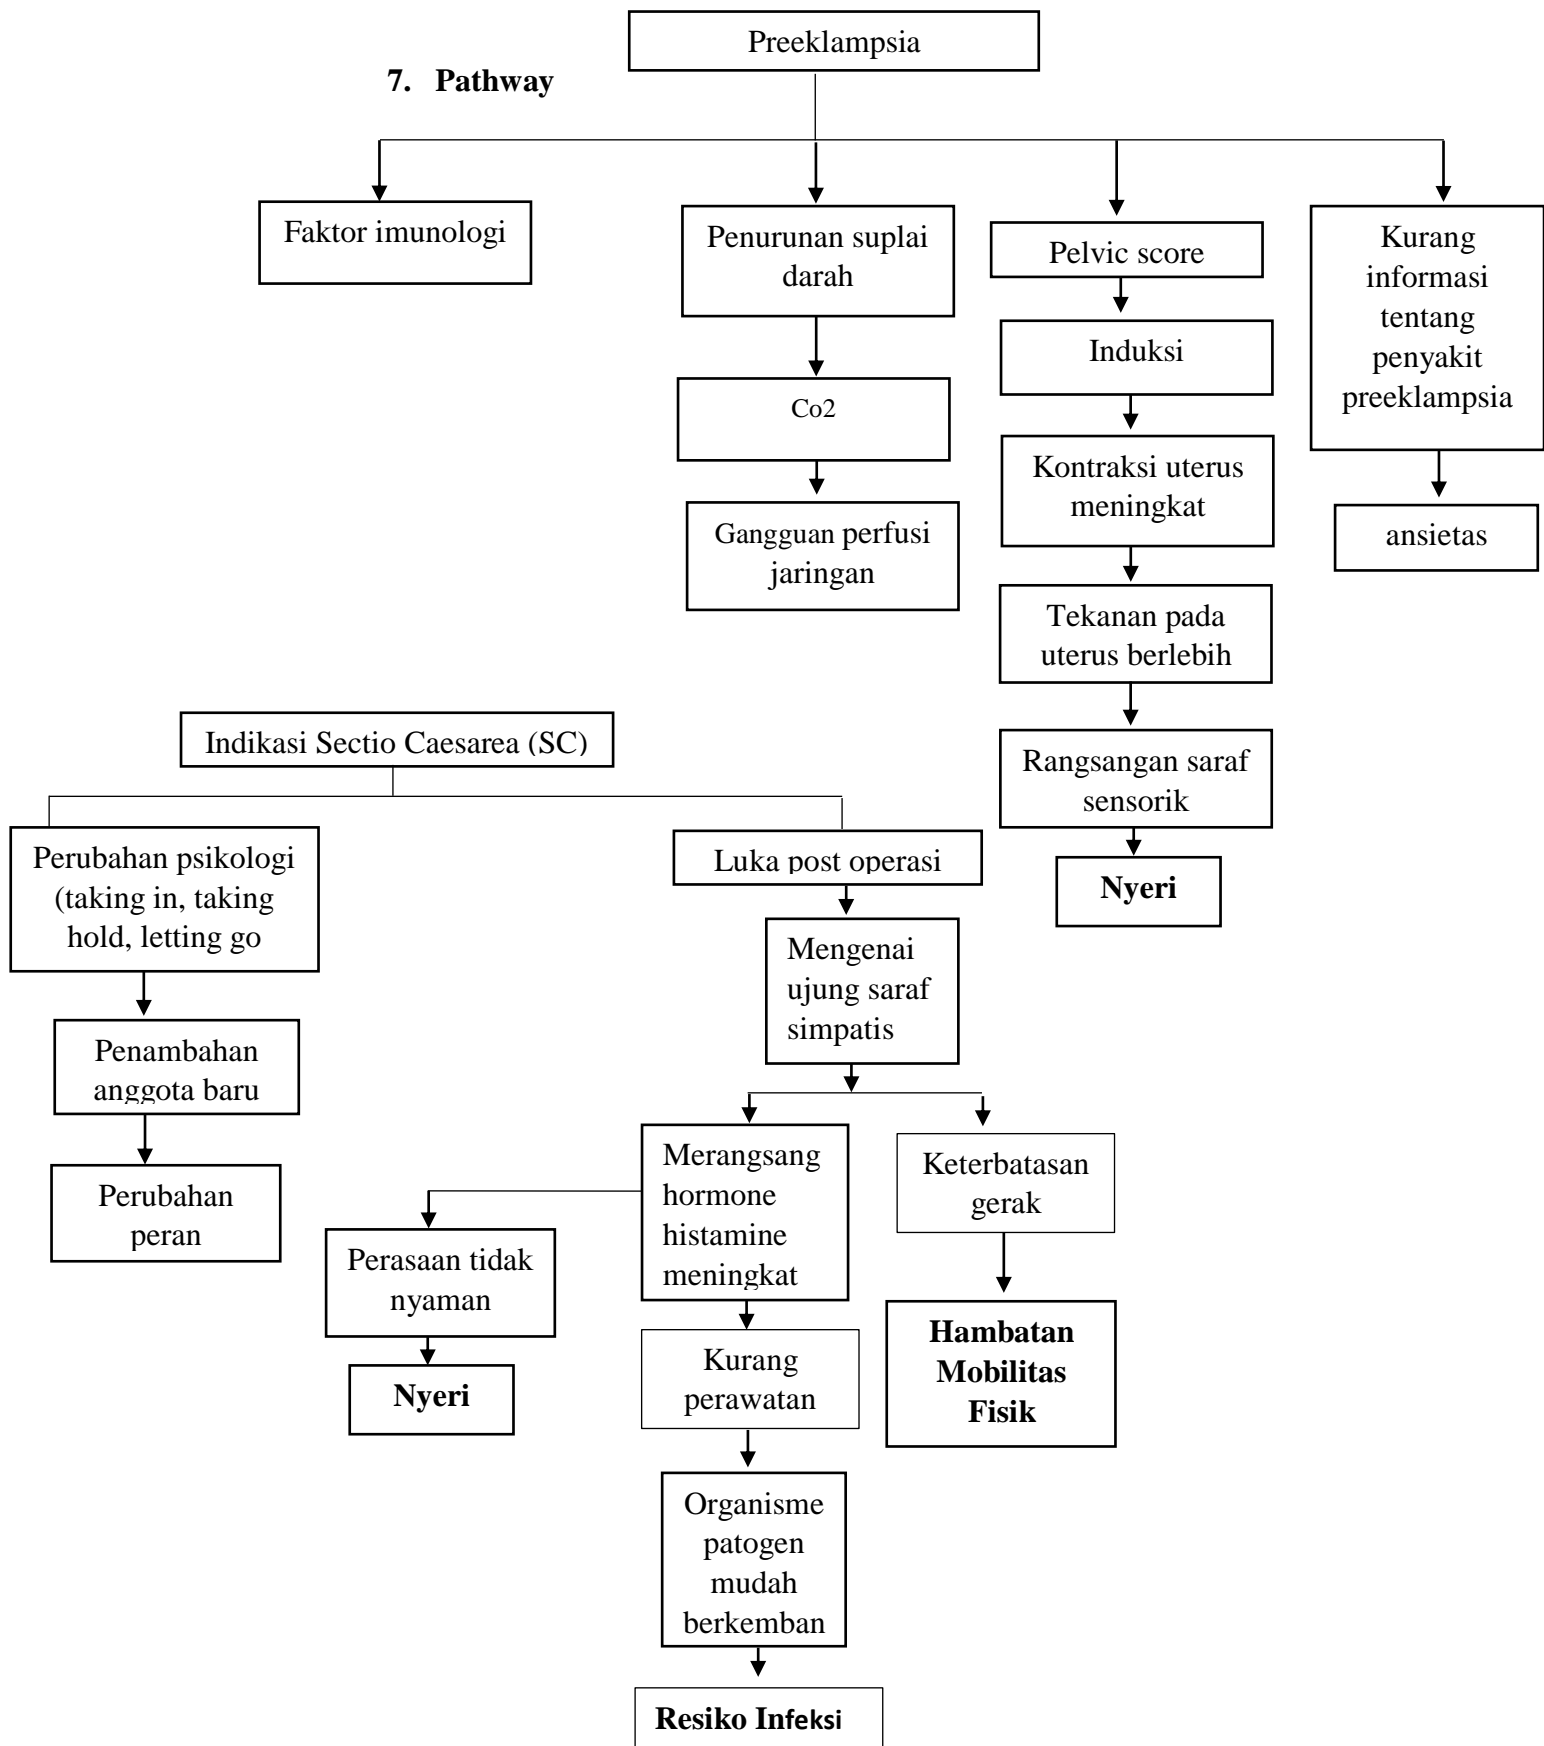 Preeklampsia
7. Pathway
Faktor imunologi
Penurunan suplai
darah
Pelvic score
Kurang
informasi
tentang
penyakit
preeklampsia
Induksi
Co2
Kontraksi uterus
meningkat
Gangguan perfusi
jaringan
ansietas
Tekanan pada
uterus berlebih
Indikasi Sectio Caesarea (SC)
Rangsangan saraf
sensorik
Perubahan psikologi
(taking in, taking
hold, letting go
Luka post operasi
Nyeri
Mengenai
ujung saraf
simpatis
Penambahan
anggota baru
Merangsang
hormone
histamine
meningkat
Keterbatasan
gerak
Perubahan
peran
Perasaan tidak
nyaman
Hambatan
Mobilitas
Fisik
Kurang
perawatan
Nyeri
Organisme
patogen
mudah
berkemban
Resiko Infeksi